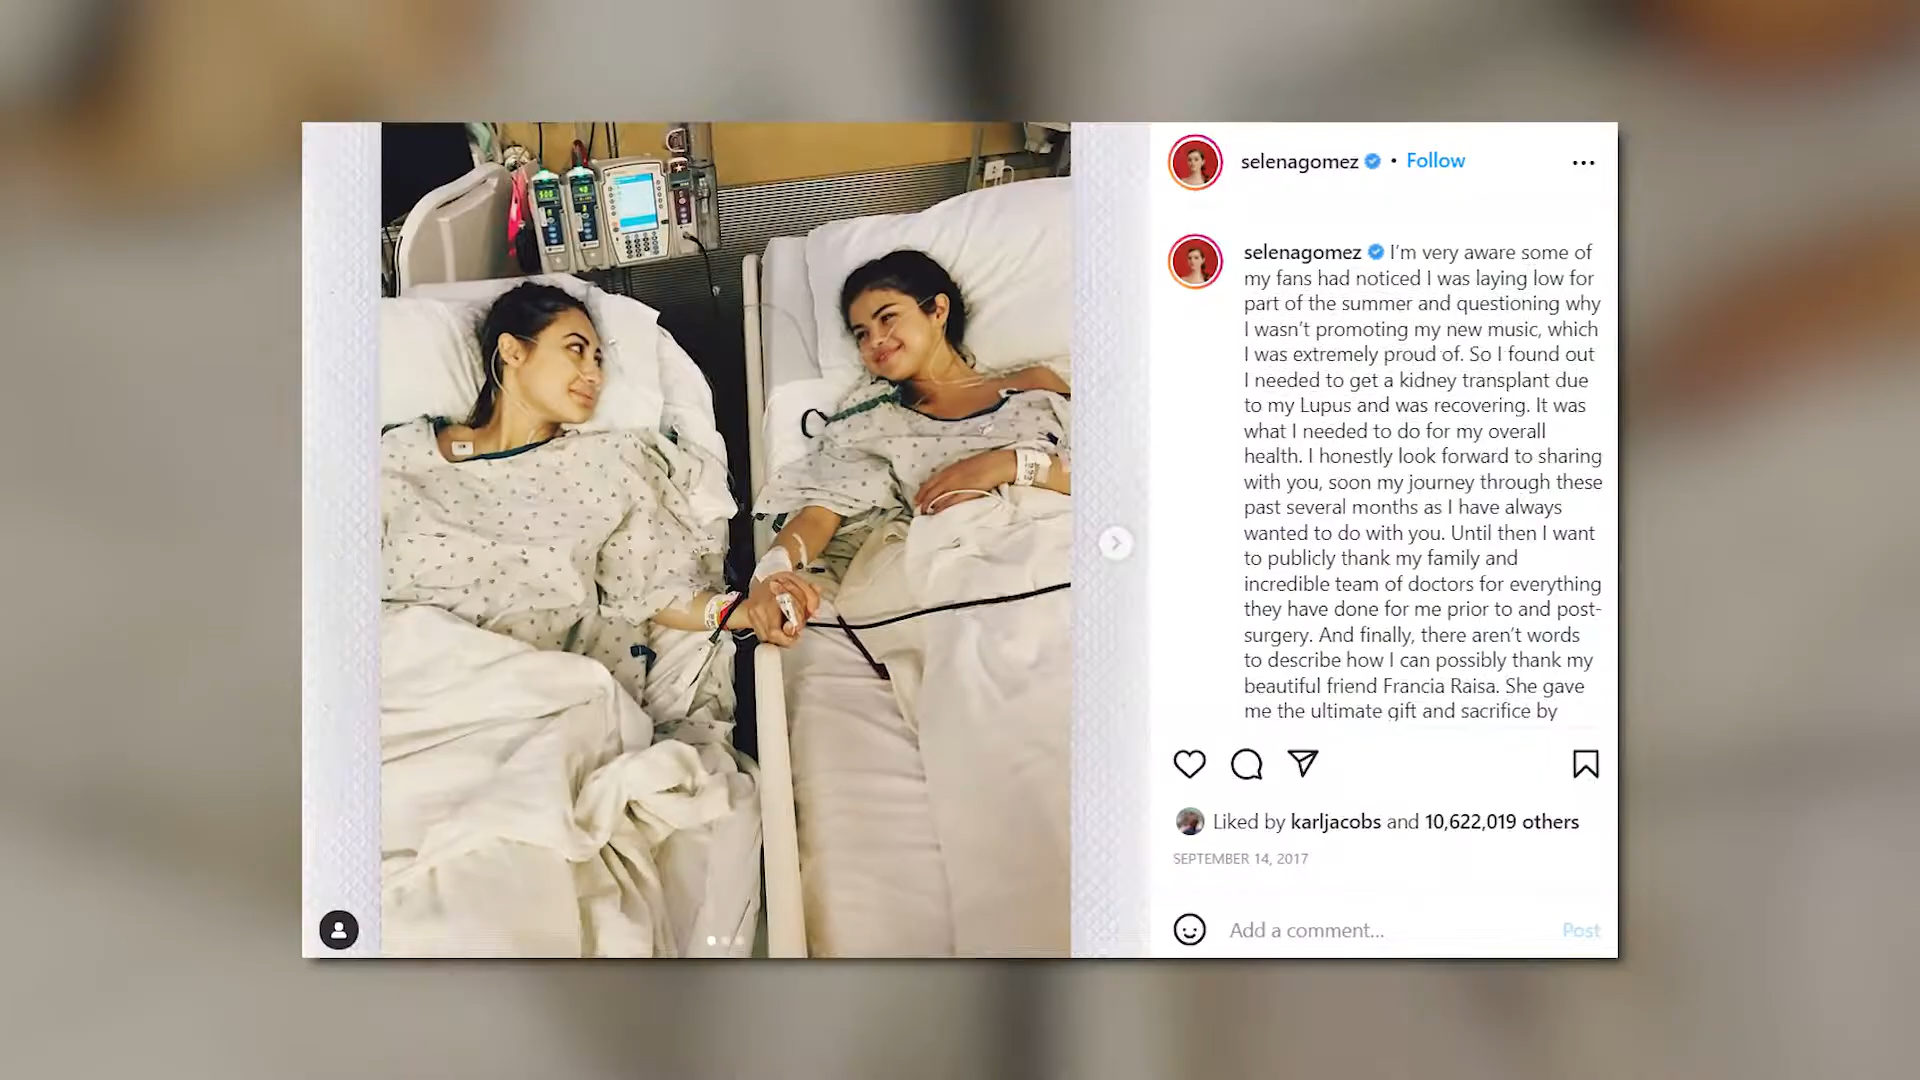 selenagomez • Follow
selenagomez I'm very aware some of
my fans had noticed I was laying low for
part of the summer and questioning why
I wasn't promoting my new music, which
I was extremely proud of. So I found out
I needed to get a kidney transplant due
to my Lupus and was recovering. It was
what I needed to do for my overall
health. I honestly look forward to sharing
with you, soon my journey through these
past several months as I have always
wanted to do with you. Until then I want
to publicly thank my family and
incredible team of doctors for everything
they have done for me prior to and post-
surgery. And finally, there aren't words
to describe how I can possibly thank my
beautiful friend Francia Raisa. She gave
me the ultimate gift and sacrifice by
Liked by karljacobs and 10,622,019 others
SEPTEMBER 14, 2017
Add a comment... Post